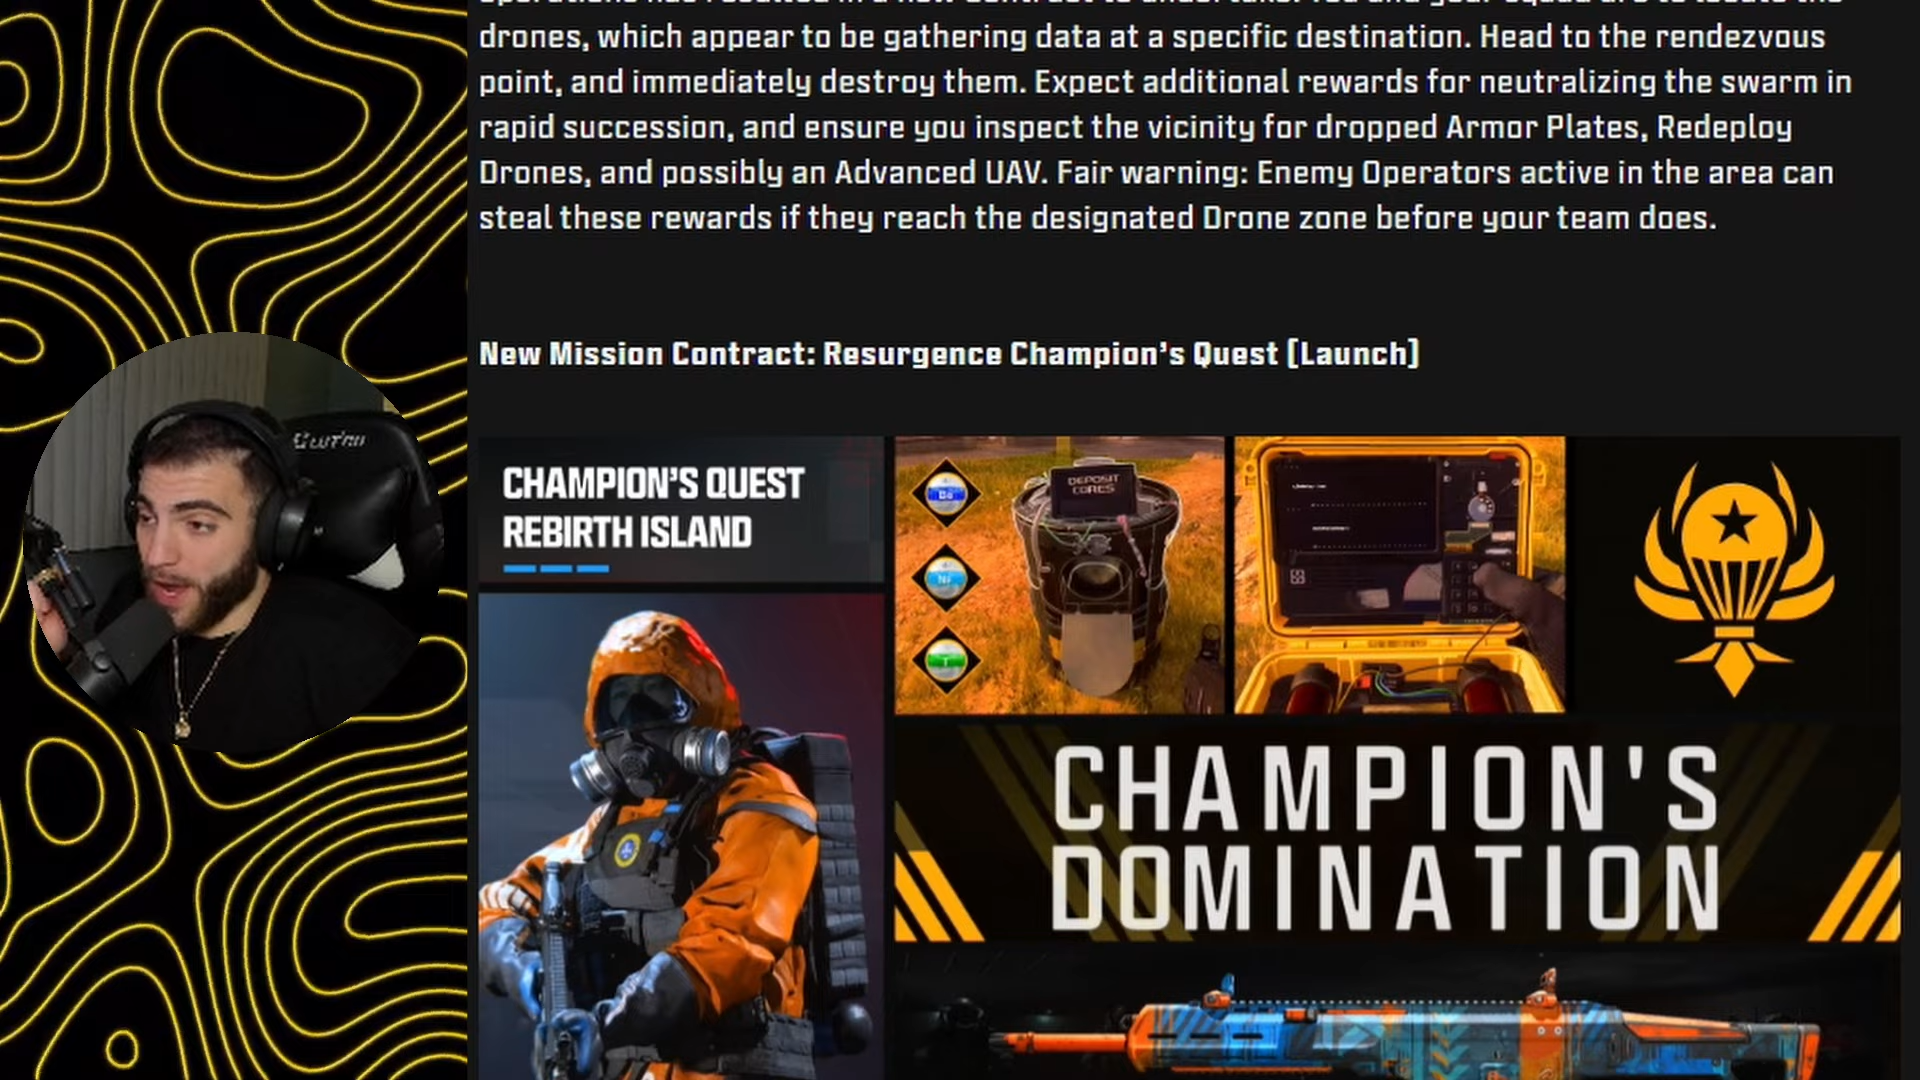 drones, which appear to be gathering data at a specific destination. Head to the rendezvous
point, and immediately destroy them. Expect additional rewards for neutralizing the swarm in
rapid succession, and ensure you inspect the vicinity for dropped Armor Plates, Redeploy
Drones, and possibly an Advanced UAV. Fair warning: Enemy Operators active in the area can
steal these rewards if they reach the designated Drone zone before your team does.
New Mission Contract: Resurgence Champion's Quest [Launch]
CHAMPION'S QUEST
REBIRTH ISLAND
DEPOSIT
CORES
CHAMPION'S
DOMINATION